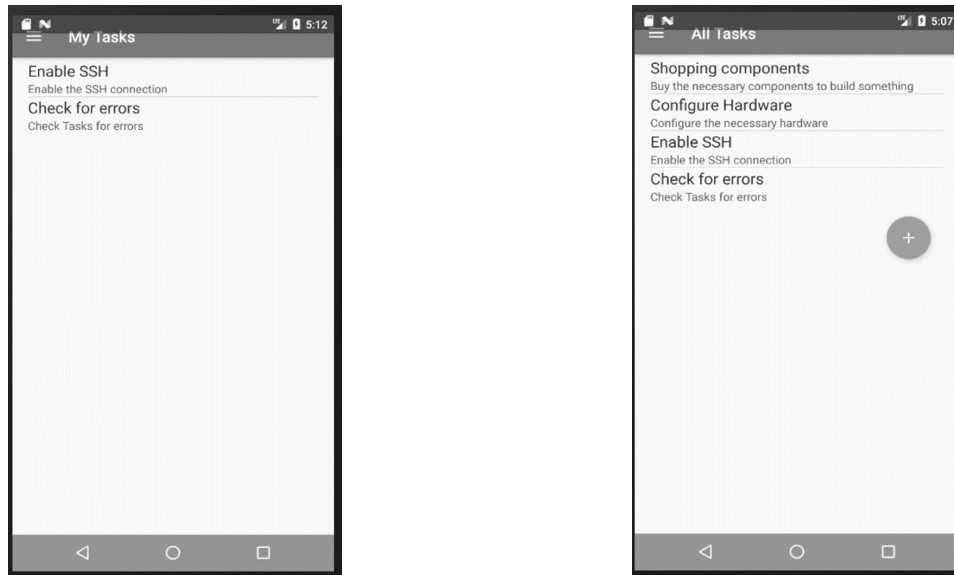 5:12
My Tasks
Enable SSH
Enable the SSH connection
Check for errors
Check Tasks for errors
5:07
All Tasks
Shopping components
Buy the necessary components to build something
Configure Hardware
Configure the necessary hardware
Enable SSH
Enable the SSH connection
Check for errors
Check Tasks for errors
+